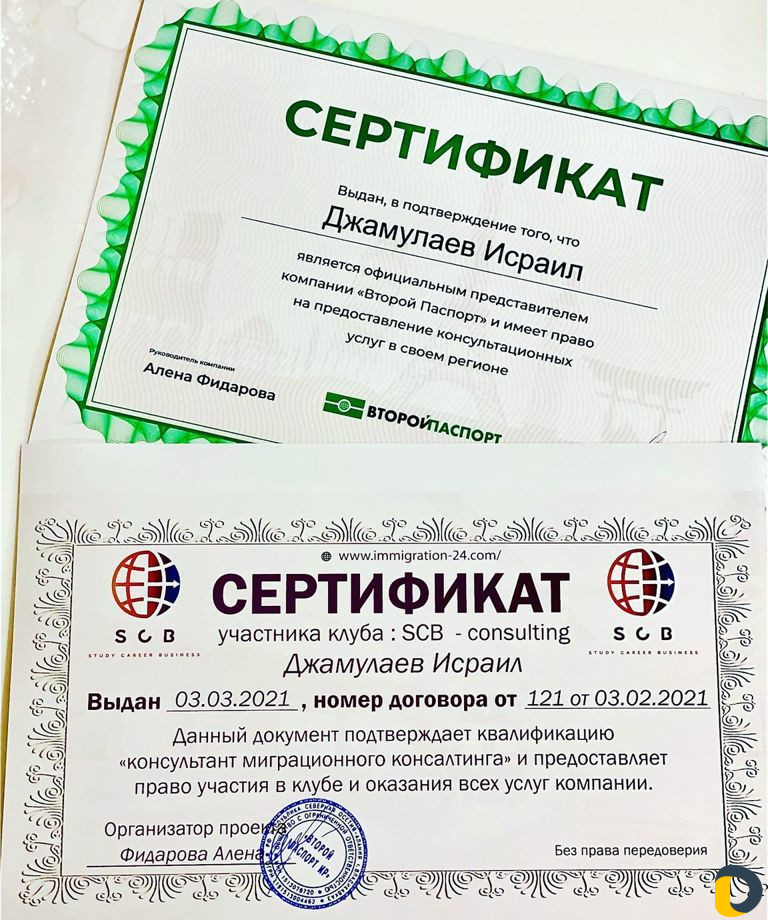 СЕРТИФИКАТ
Выдан, в подтверждение того, что
Джамулаев Исраил
является официальным представителем
компании «Второй Паспорт» и имеет право
на предоставление консультационных
услуг в своем регионе
Руководитель компании
Алена Фидарова
ВТОРОЙПАСПОРТ
www.immigration-24.com/
СЕРТИФИКАТ
участника клуба : SCB - consulting
SCB
STUDY CAREER BUSINESS
SCB
STUDY CAREER BUSINESS
Джамулаев Исраил
Выдан 03.03.2021 , номер договора от 121 от 03.02.2021
Данный документ подтверждает квалификацию
«консультант миграционного консалтинга» и предоставляет
право участия в клубе и оказания всех услуг компании.
Организатор проекта
Фидарова Алена
«ВТОРОЙ
ПАСПОРТ ИР»
Без права передоверия